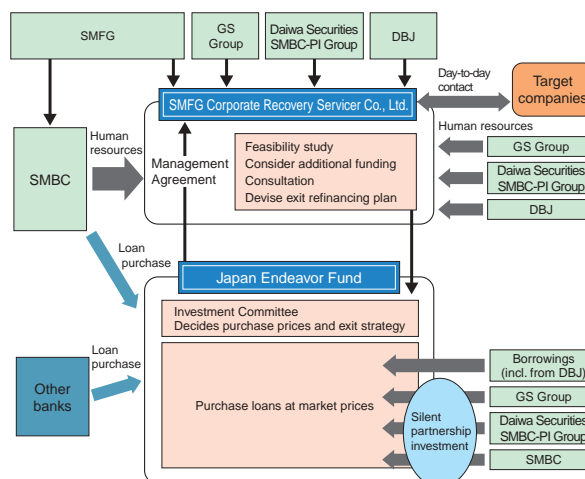 SMFG
GS
Group
Daiwa Securities
SMBC-PI Group
DBJ
SMFG Corporate Recovery Servicer Co., Ltd.
Day-to-day
contact
Target
companies
SMBC
Human
resources
Management
Agreement
Feasibility study
Consider additional funding
Consultation
Devise exit refinancing plan
Human resources
GS Group
Daiwa Securities
SMBC-PI Group
DBJ
Loan
purchase
Japan Endeavor Fund
Investment Committee
Decides purchase prices and exit strategy
Other
banks
Loan
purchase
Purchase loans at market prices
Silent
partnership
investment
Borrowings
(incl. from DBJ)
GS Group
Daiwa Securities
SMBC-PI Group
SMBC